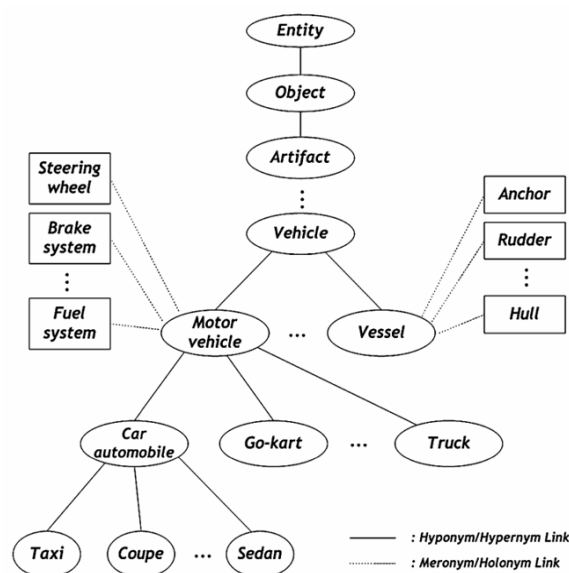 Entity
Object
Artifact
Steering
wheel
Anchor
Brake
system
Vehicle
Rudder
Fuel
system
Motor
vehicle
...
Vessel
Hull
Car
automobile
Go-kart
...
Truck
Taxi
Coupe
...
Sedan
: Hyponym/Hypernym Link
: Meronym/Holonym Link